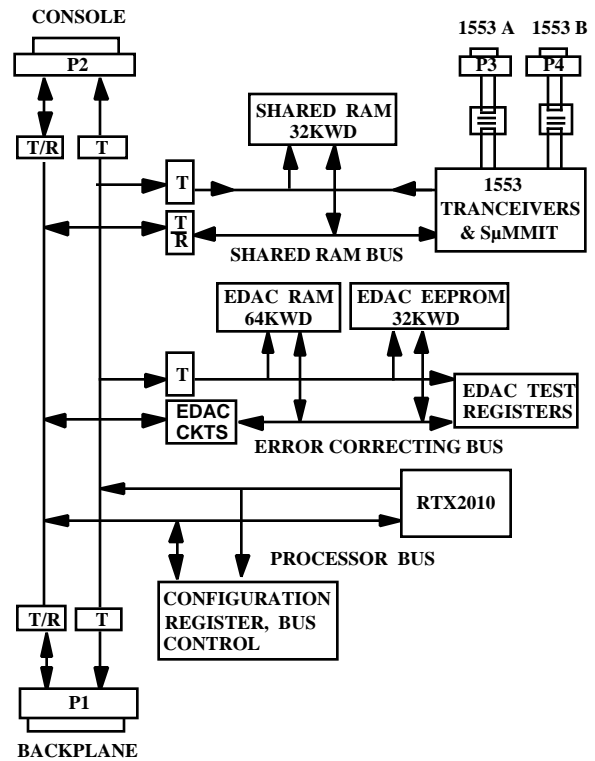 CONSOLE
P2
1553 A
1553 B
P3
P4
T/R
T
SHARED RAM
32KWD
T
1553
TRANCEIVERS
& SμMMIT
T
R
SHARED RAM BUS
EDAC RAM
64KWD
EDAC EEPROM
32KWD
T
EDAC TEST
REGISTERS
EDAC
CKTS
ERROR CORRECTING BUS
RTX2010
PROCESSOR BUS
CONFIGURATION
REGISTER, BUS
CONTROL
T/R
T
P1
BACKPLANE